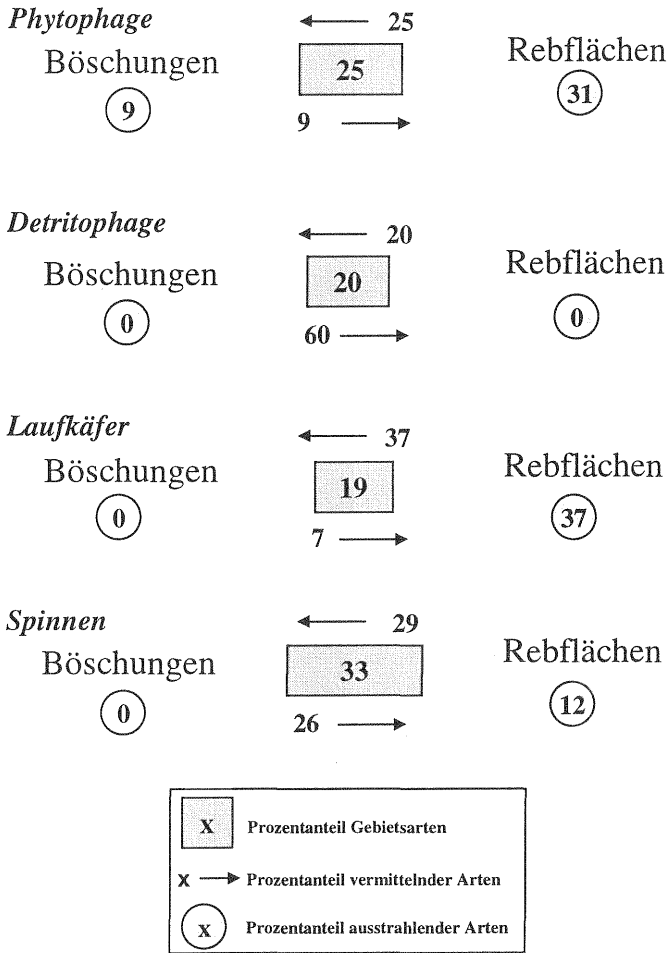 Phytophage
← 25
Böschungen 25 Rebflächen
9 31
9 →
Detritophage
← 20
Böschungen 20 Rebflächen
0 0
60 →
Laufkäfer
← 37
Böschungen 19 Rebflächen
0 37
7 →
Spinnen
← 29
Böschungen 33 Rebflächen
0 12
26 →
x Prozentanteil Gebietsarten
x → Prozentanteil vermittelnder Arten
x Prozentanteil ausstrahlender Arten